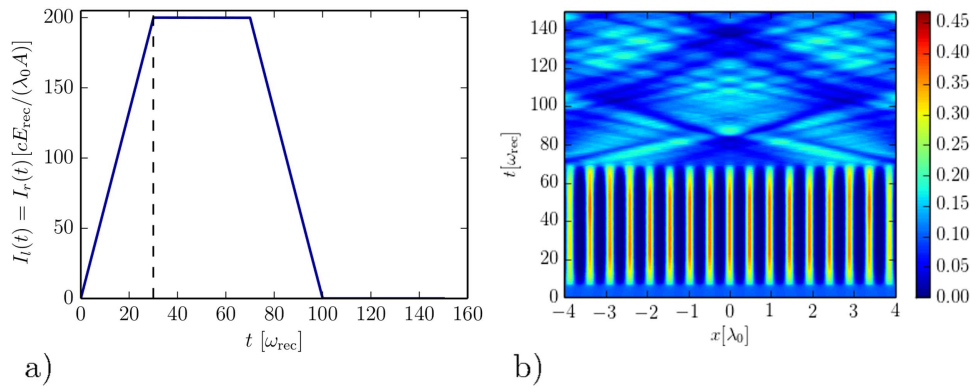 200
150
100
50
0
0 20 40 60 80 100 120 140 160
I_l(t) = I_r(t) [cE_rec/(λ_0 A)]
t [ω_rec]
a)
140
120
100
80
60
40
20
0
−4 −3 −2 −1 0 1 2 3 4
t[ω_rec]
x[λ_0]
0.45
0.40
0.35
0.30
0.25
0.20
0.15
0.10
0.05
0.00
b)